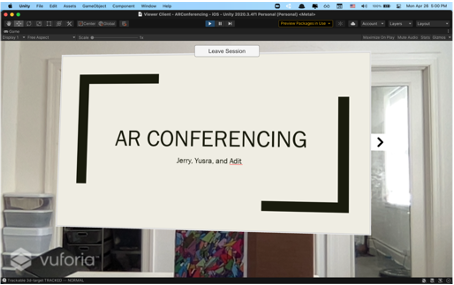 Unity File Edit Assets GameObject Component Window Help
Mon Apr 26 5:00 PM
Viewer Client - ARConferencing - iOS - Unity 2020.3.4f1 Personal (Personal) <Metal>
Center Global
Preview Packages in Use
Account
Layers
Layout
Game
Display 1 Free Aspect Scale
Maximize On Play Mute Audio Stats Gizmos
Leave Session
AR CONFERENCING
Jerry, Yusra, and Adit
vuforia